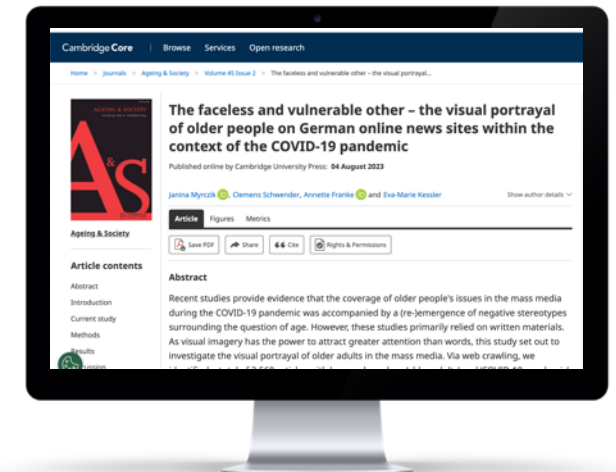 Cambridge Core | Browse Services Open research
Home > Journals > Ageing & Society > Volume 45 Issue 2 > The faceless and vulnerable other – the visual portrayal...
AGEING & SOCIETY
A&S
Ageing & Society
Article contents
Abstract
Introduction
Current study
Methods
Results
The faceless and vulnerable other – the visual portrayal
of older people on German online news sites within the
context of the COVID-19 pandemic
Published online by Cambridge University Press: 04 August 2023
Janina Myrczik iD, Clemens Schwender, Annette Franke iD and Eva-Marie Kessler
Show author details
Article Figures Metrics
Save PDF Share Cite Rights & Permissions
Abstract
Recent studies provide evidence that the coverage of older people's issues in the mass media
during the COVID-19 pandemic was accompanied by a (re-)emergence of negative stereotypes
surrounding the question of age. However, these studies primarily relied on written materials.
As visual imagery has the power to attract greater attention than words, this study set out to
investigate the visual portrayal of older adults in the mass media. Via web crawling, we